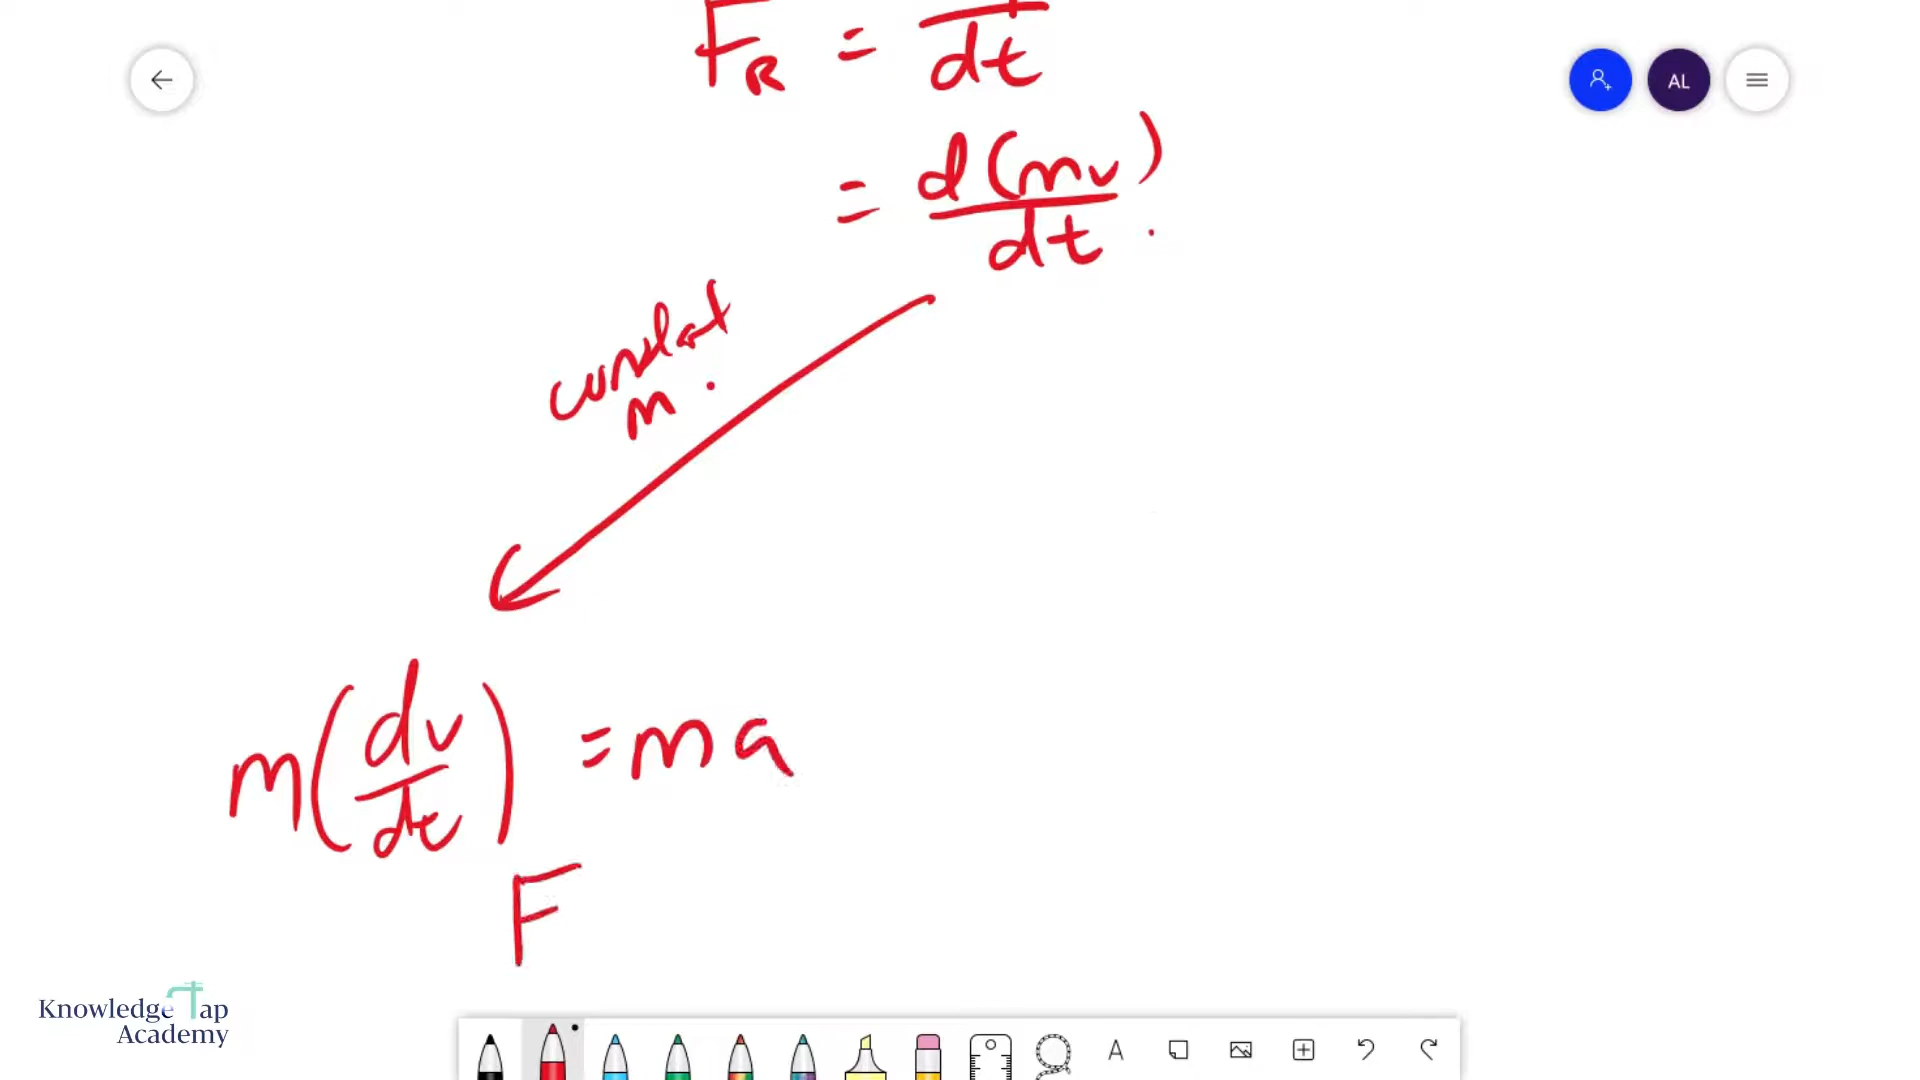 AL
F_R = / dt
= d(mv) / dt .
constant
m .
m(dv/dt) = ma
F
Knowledge Tap
Academy
A